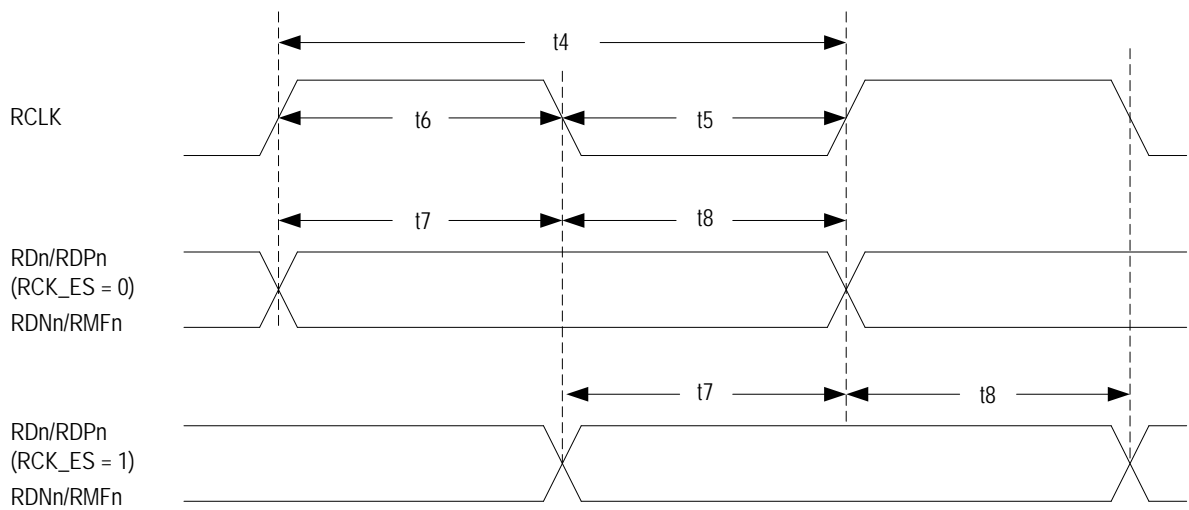 t4
RCLK
t6
t5
t7
t8
RDn/RDPn
(RCK_ES = 0)
RDNn/RMFn
t7
t8
RDn/RDPn
(RCK_ES = 1)
RDNn/RMFn